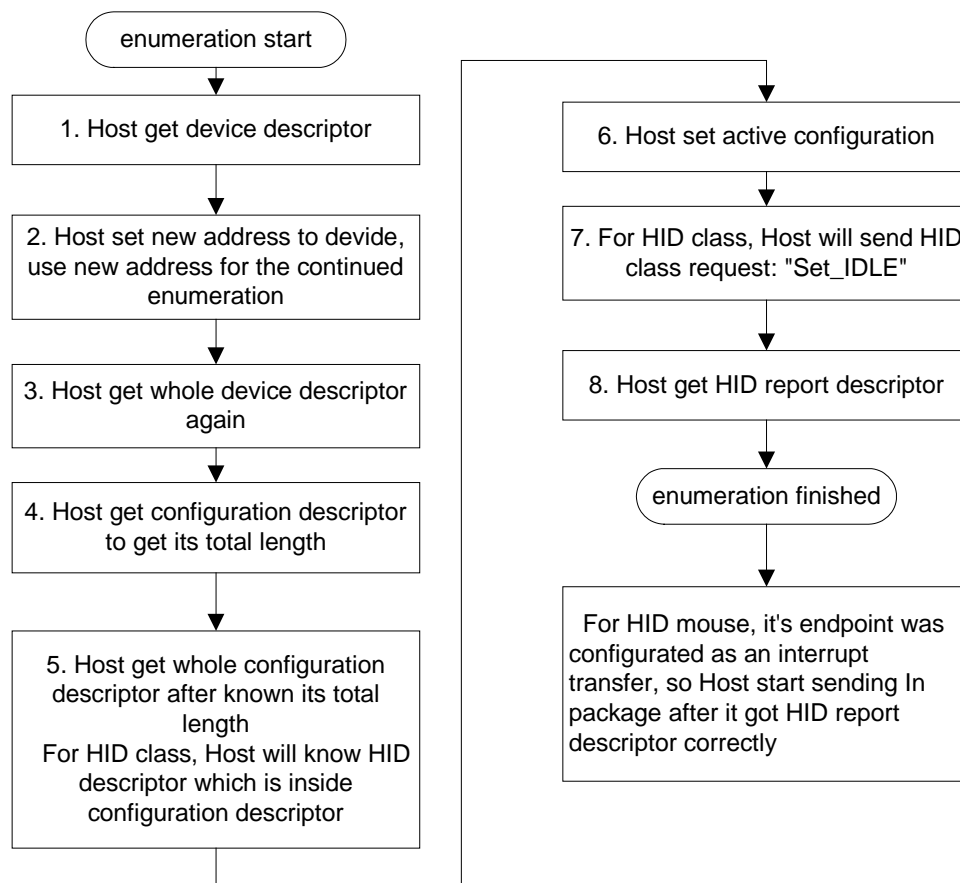 enumeration start
1. Host get device descriptor
2. Host set new address to devide,
use new address for the continued
enumeration
3. Host get whole device descriptor
again
4. Host get configuration descriptor
to get its total length
5. Host get whole configuration
descriptor after known its total
length
For HID class, Host will know HID
descriptor which is inside
configuration descriptor
6. Host set active configuration
7. For HID class, Host will send HID
class request: "Set_IDLE"
8. Host get HID report descriptor
enumeration finished
For HID mouse, it's endpoint was
configurated as an interrupt
transfer, so Host start sending In
package after it got HID report
descriptor correctly